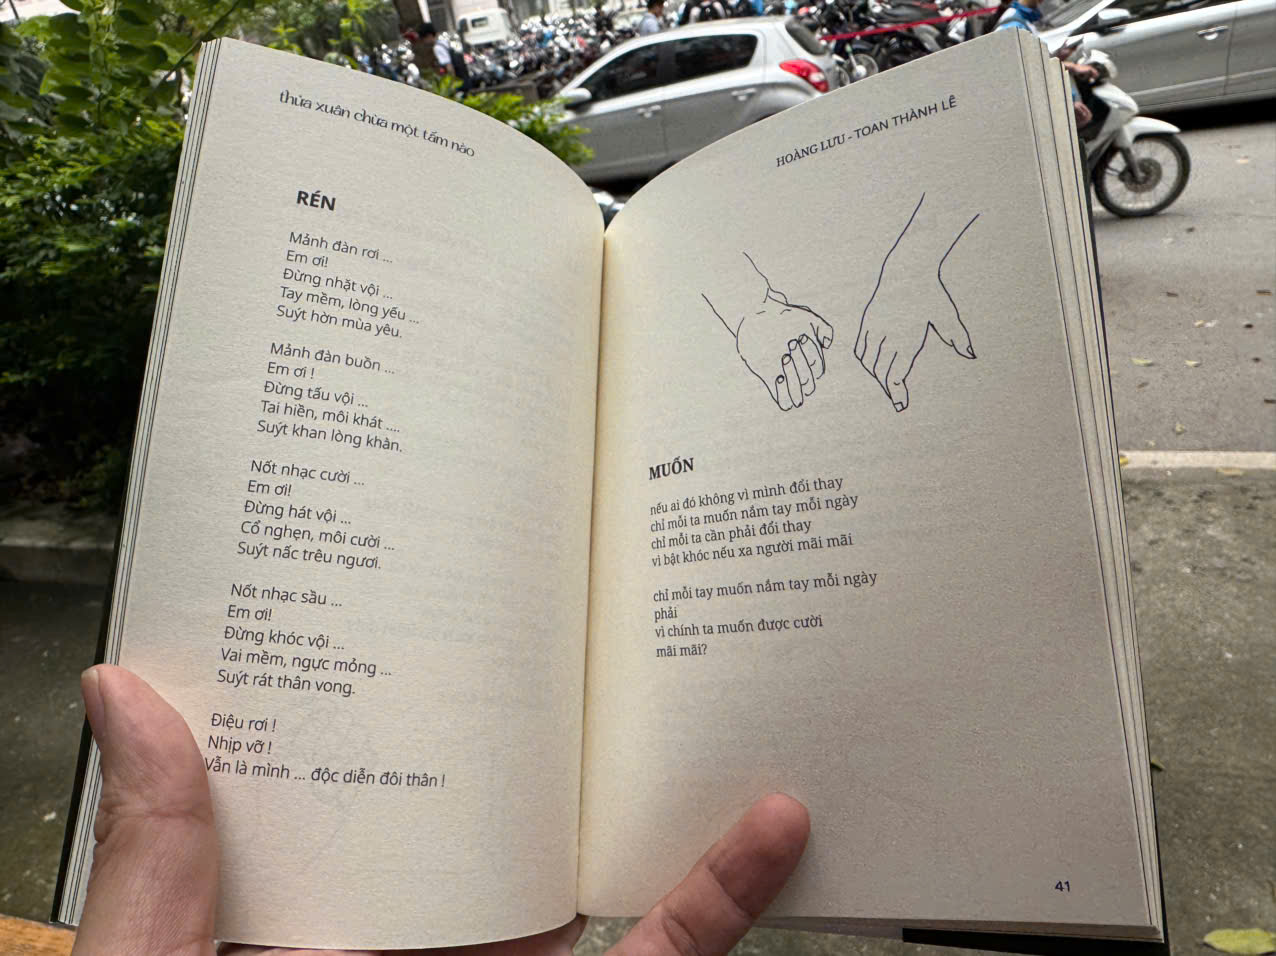 thủa xuân chừa một tấm nào
RÉN
Mảnh đàn rơi ...
Em ơi!
Đừng nhặt vội ...
Tay mềm, lòng yếu ...
Suýt hờn mùa yêu.
Mảnh đàn buồn ...
Em ơi !
Đừng tấu vội ...
Tai hiền, môi khát ....
Suýt khan lòng khàn.
Nốt nhạc cười ...
Em ơi!
Đừng hát vội ...
Cổ nghẹn, môi cười ...
Suýt nấc trêu ngươi.
Nốt nhạc sầu ...
Em ơi!
Đừng khóc vội ...
Vai mềm, ngực mỏng ...
Suýt rát thân vong.
Điệu rơi !
Nhịp vỡ !
Vẫn là mình ... độc diễn đôi thân !
HOÀNG LƯU - TOAN THÀNH LÊ
MUỐN
nếu ai đó không vì mình đổi thay
chỉ mỗi ta muốn nắm tay mỗi ngày
chỉ mỗi ta cần phải đổi thay
vì bật khóc nếu xa người mãi mãi
chỉ mỗi tay muốn nắm tay mỗi ngày
phải
vì chính ta muốn được cười
mãi mãi?
41